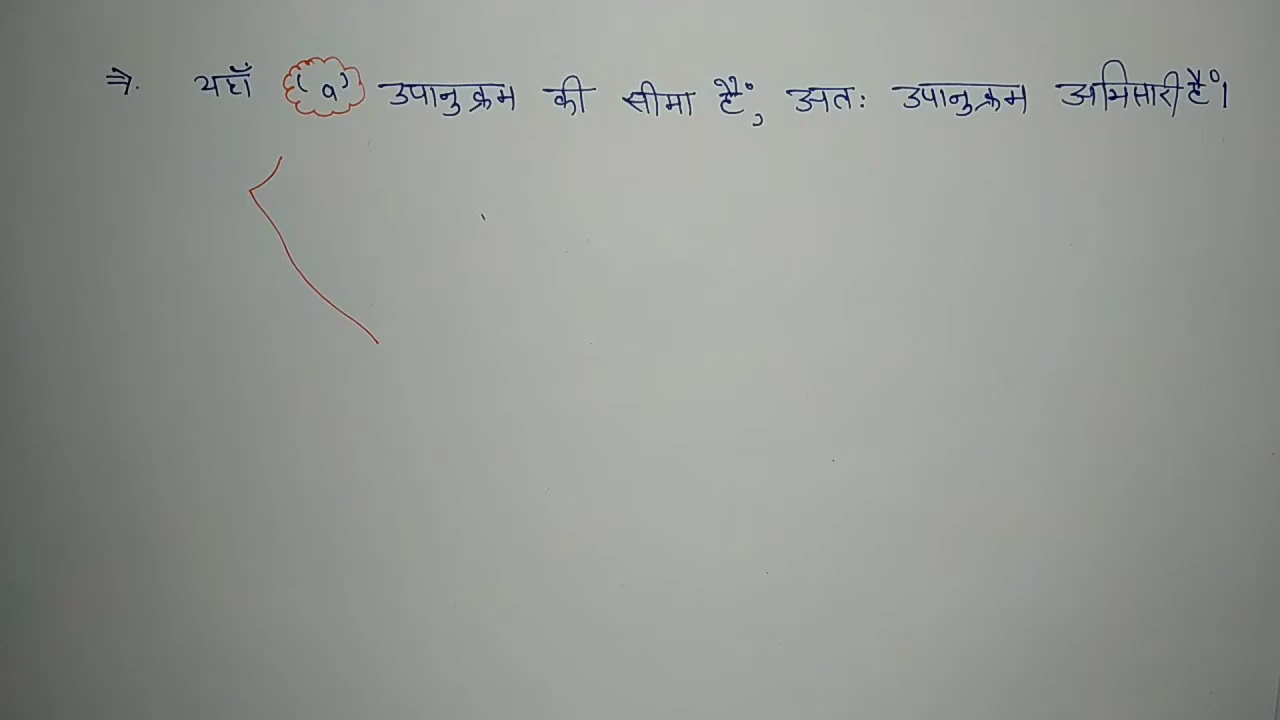 ⇒. यहाँ (a) उपानुक्रम की सीमा हैं, अतः उपानुक्रम अभिसारी हैं।